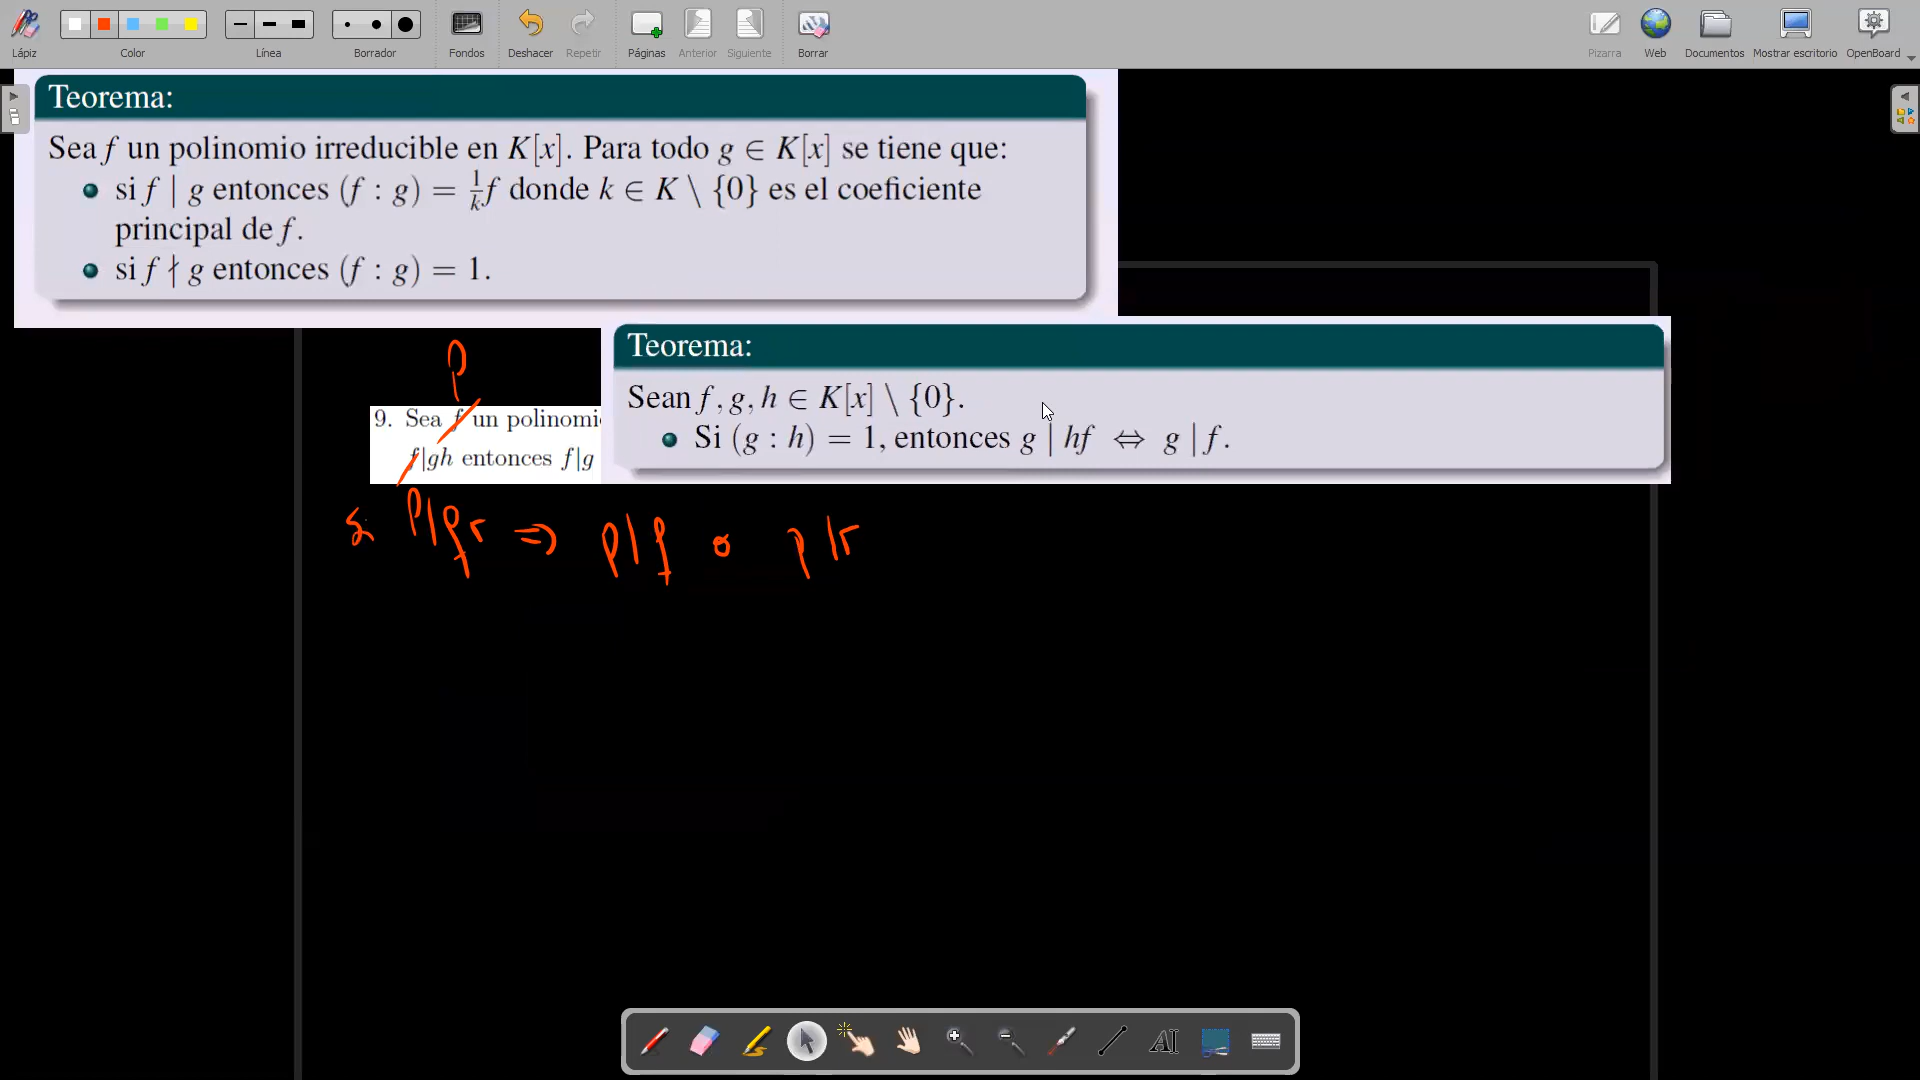 Lápiz Color Línea Borrador Fondos Deshacer Repetir Páginas Anterior Siguiente Borrar Pizarra Web Documentos Mostrar escritorio OpenBoard
Teorema:
Sea f un polinomio irreducible en K[x]. Para todo g ∈ K[x] se tiene que:
si f | g entonces (f : g) = 1/k f donde k ∈ K \ {0} es el coeficiente
principal de f.
si f ∤ g entonces (f : g) = 1.
Teorema:
Sean f, g, h ∈ K[x] \ {0}.
Si (g : h) = 1, entonces g | hf ⇔ g | f.
p
9. Sea f un polinomi
f|gh entonces f|g
si p|qr ⇒ p|q o p|r
AI